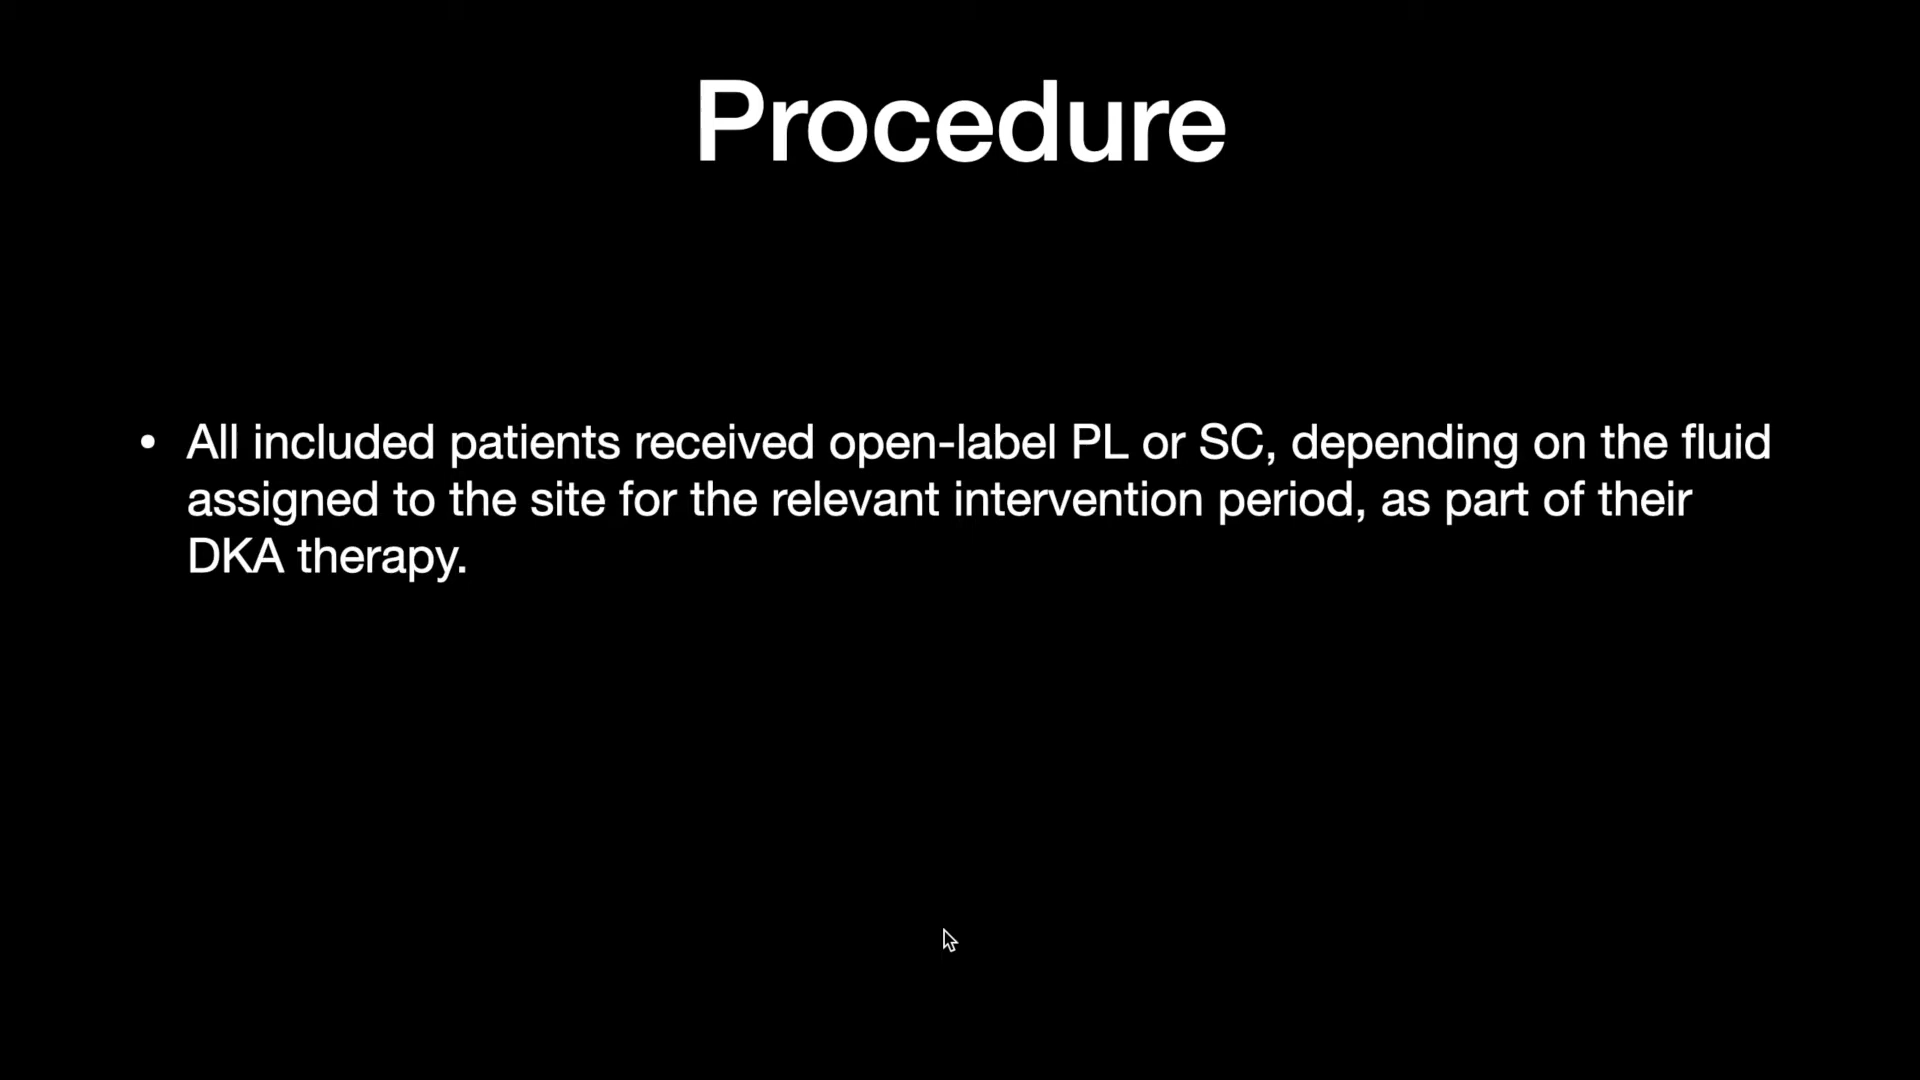 Procedure
• All included patients received open-label PL or SC, depending on the fluid
assigned to the site for the relevant intervention period, as part of their
DKA therapy.